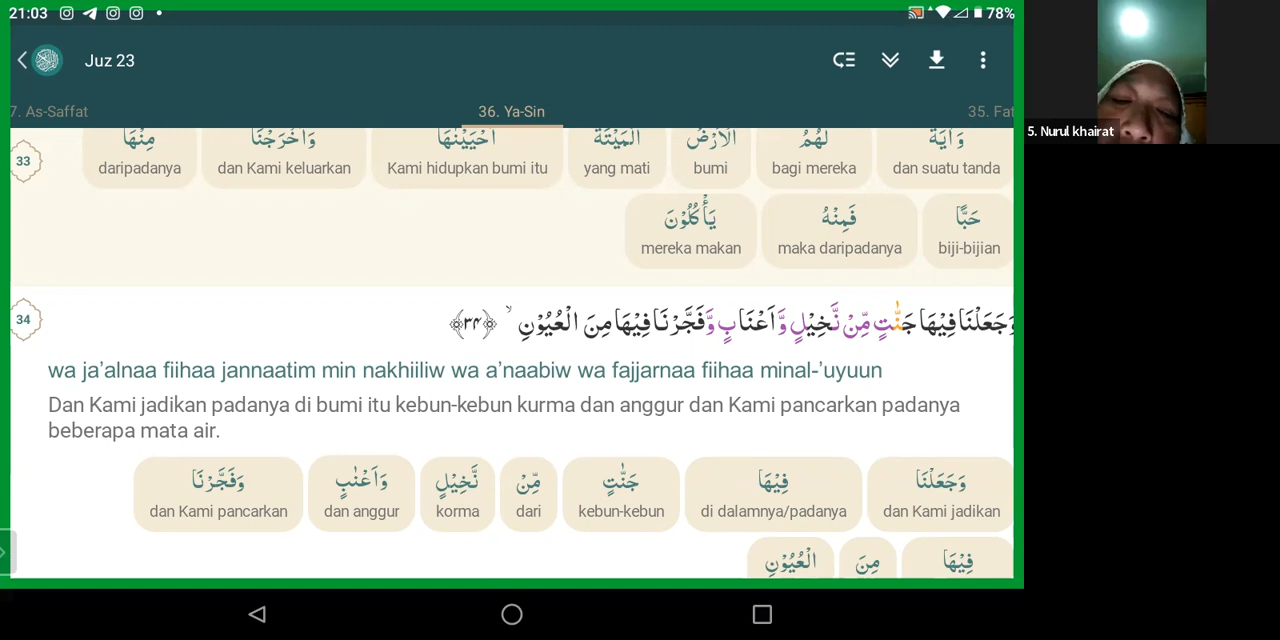 21:03 78%
Juz 23
7. As-Saffat 36. Ya-Sin 35. Fat
33
وَاٰيَةٌ لَّهُمُ الْاَرْضُ الْمَيْتَةُ اَحْيَيْنٰهَا وَاَخْرَجْنَا مِنْهَا
dan suatu tanda bagi mereka bumi yang mati Kami hidupkan bumi itu dan Kami keluarkan daripadanya
حَبًّا فَمِنْهُ يَأْكُلُوْنَ
biji-bijian maka daripadanya mereka makan
34
وَجَعَلْنَا فِيْهَا جَنّٰتٍ مِّنْ نَّخِيْلٍ وَّاَعْنَابٍ وَّفَجَّرْنَا فِيْهَا مِنَ الْعُيُوْنِ ۙ ﴿٣٤﴾
wa ja’alnaa fiihaa jannaatim min nakhiiliw wa a’naabiw wa fajjarnaa fiihaa minal-’uyuun
Dan Kami jadikan padanya di bumi itu kebun-kebun kurma dan anggur dan Kami pancarkan padanya
beberapa mata air.
وَجَعَلْنَا فِيْهَا جَنّٰتٍ مِّنْ نَّخِيْلٍ وَاَعْنٰبٍ وَفَجَّرْنَا
dan Kami jadikan di dalamnya/padanya kebun-kebun dari korma dan anggur dan Kami pancarkan
فِيْهَا مِنَ الْعُيُوْنِ
5. Nurul khairat